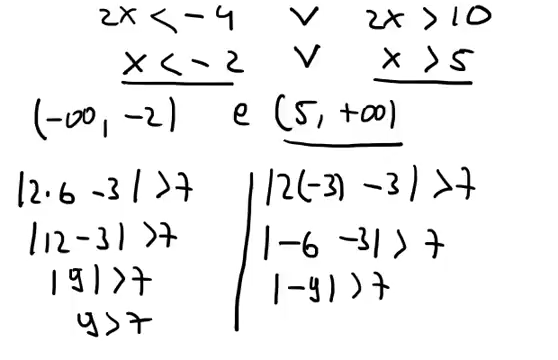 2x < -4 ∨ 2x > 10
x < -2 ∨ x > 5
(-∞, -2) e (5, +∞)
|2·6 -3| > 7
|12-3| > 7
|9| > 7
9 > 7
|2(-3) -3| > 7
|-6 -3| > 7
|-9| > 7